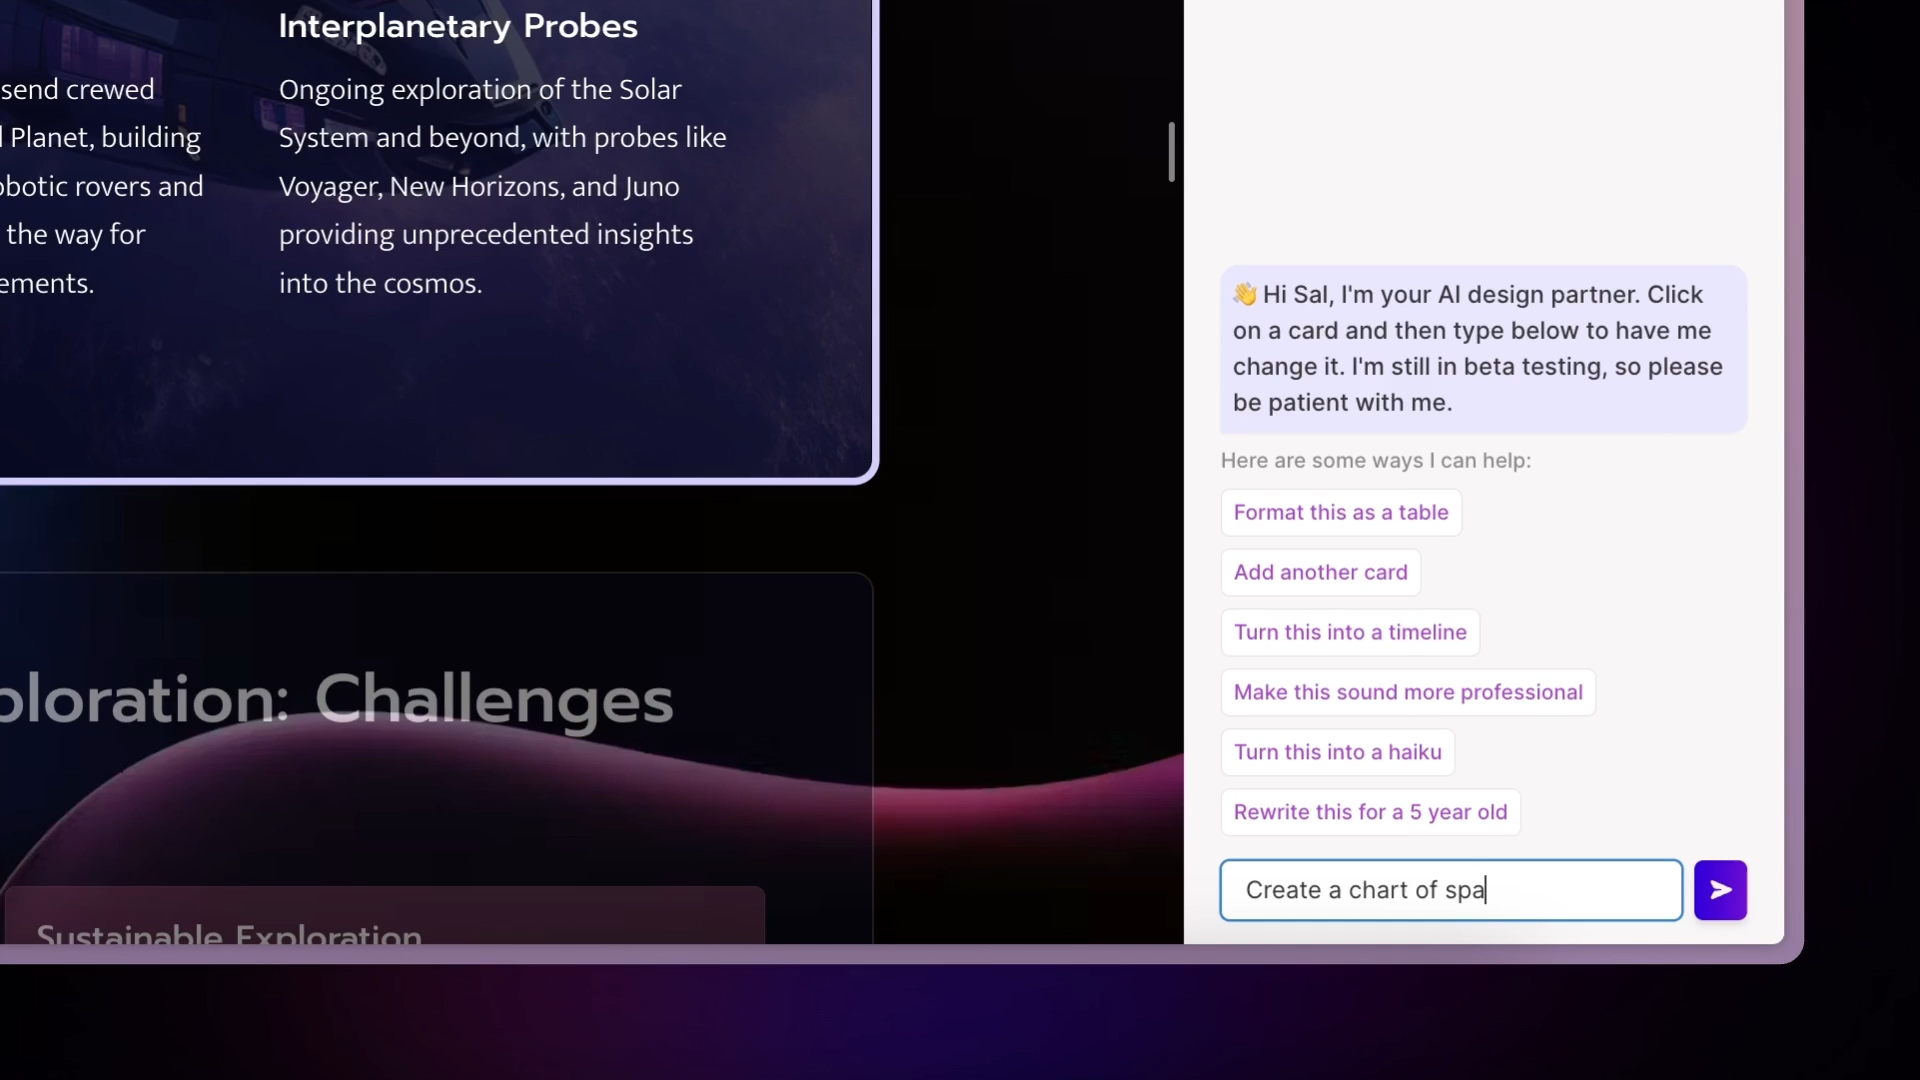 Interplanetary Probes
send crewed
Planet, building
robotic rovers and
the way for
ements.
Ongoing exploration of the Solar
System and beyond, with probes like
Voyager, New Horizons, and Juno
providing unprecedented insights
into the cosmos.
ploration: Challenges
Sustainable Exploration
👋 Hi Sal, I'm your AI design partner. Click
on a card and then type below to have me
change it. I'm still in beta testing, so please
be patient with me.
Here are some ways I can help:
Format this as a table
Add another card
Turn this into a timeline
Make this sound more professional
Turn this into a haiku
Rewrite this for a 5 year old
Create a chart of spa